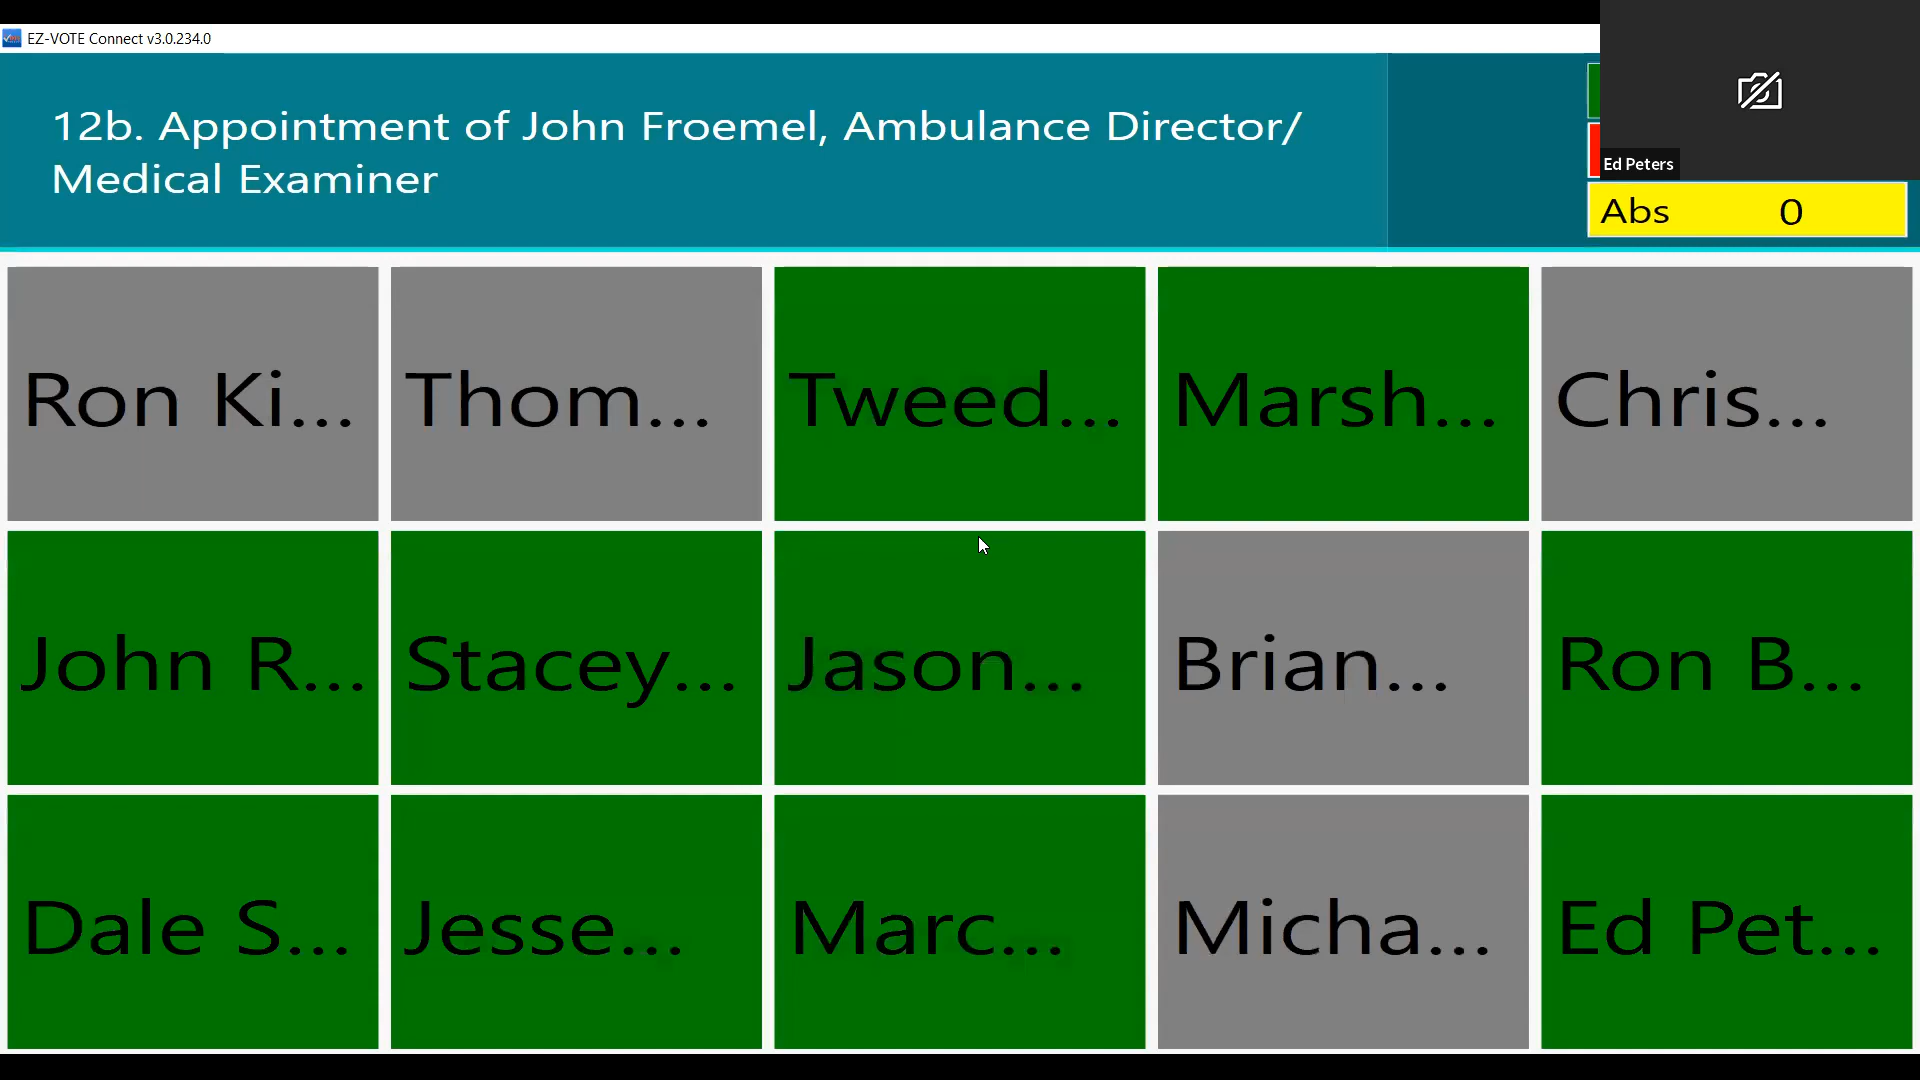 EZ-VOTE Connect v3.0.234.0
12b. Appointment of John Froemel, Ambulance Director/
Medical Examiner
Ed Peters
Abs 0
Ron Ki... Thom... Tweed... Marsh... Chris...
John R... Stacey... Jason... Brian... Ron B...
Dale S... Jesse... Marc... Micha... Ed Pet...